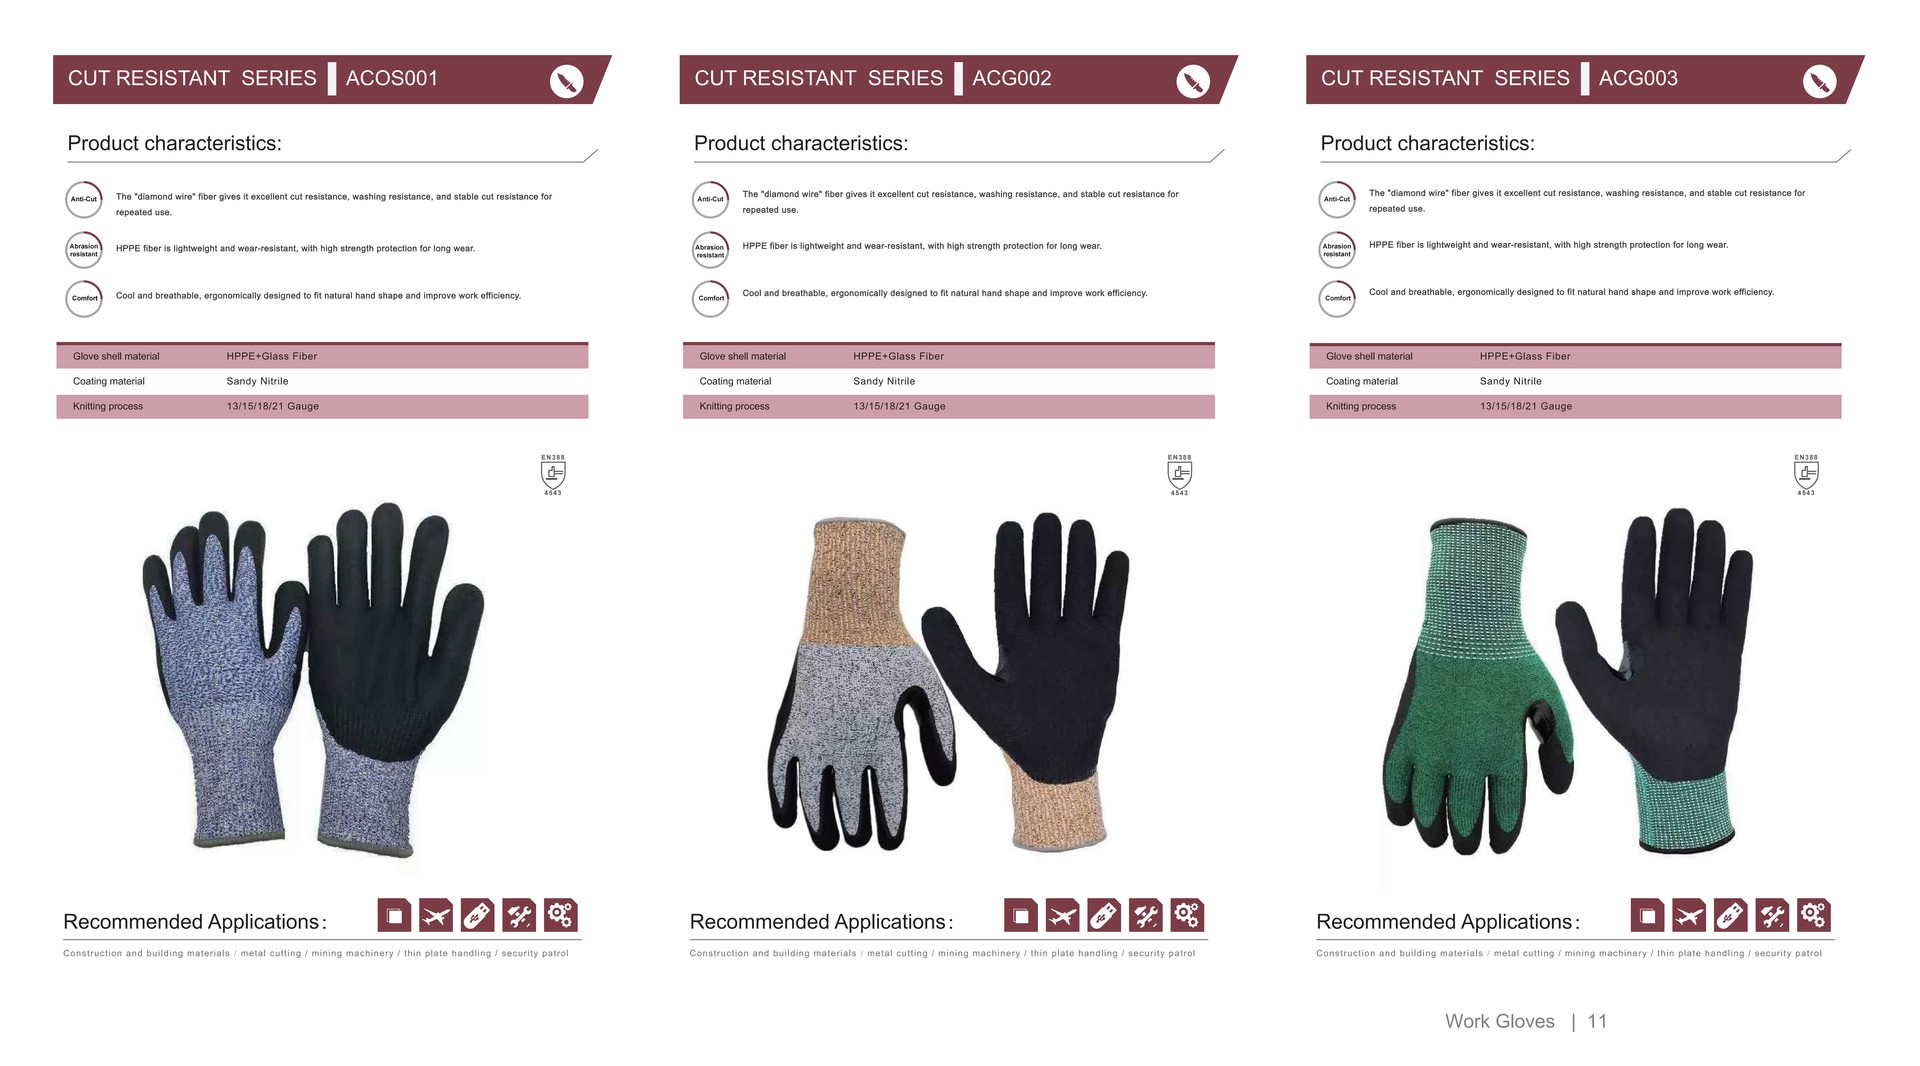 CUT RESISTANT SERIES ACOS001
Product characteristics:
Anti-Cut
The "diamond wire" fiber gives it excellent cut resistance, washing resistance, and stable cut resistance for
repeated use.
Abrasion
resistant
HPPE fiber is lightweight and wear-resistant, with high strength protection for long wear.
Comfort
Cool and breathable, ergonomically designed to fit natural hand shape and improve work efficiency.
Glove shell material HPPE+Glass Fiber
Coating material Sandy Nitrile
Knitting process 13/15/18/21 Gauge
EN388
4543
Recommended Applications:
Construction and building materials / metal cutting / mining machinery / thin plate handling / security patrol
CUT RESISTANT SERIES ACG002
Product characteristics:
Anti-Cut
The "diamond wire" fiber gives it excellent cut resistance, washing resistance, and stable cut resistance for
repeated use.
Abrasion
resistant
HPPE fiber is lightweight and wear-resistant, with high strength protection for long wear.
Comfort
Cool and breathable, ergonomically designed to fit natural hand shape and improve work efficiency.
Glove shell material HPPE+Glass Fiber
Coating material Sandy Nitrile
Knitting process 13/15/18/21 Gauge
EN388
4543
Recommended Applications:
Construction and building materials / metal cutting / mining machinery / thin plate handling / security patrol
CUT RESISTANT SERIES ACG003
Product characteristics:
Anti-Cut
The "diamond wire" fiber gives it excellent cut resistance, washing resistance, and stable cut resistance for
repeated use.
Abrasion
resistant
HPPE fiber is lightweight and wear-resistant, with high strength protection for long wear.
Comfort
Cool and breathable, ergonomically designed to fit natural hand shape and improve work efficiency.
Glove shell material HPPE+Glass Fiber
Coating material Sandy Nitrile
Knitting process 13/15/18/21 Gauge
EN388
4543
Recommended Applications:
Construction and building materials / metal cutting / mining machinery / thin plate handling / security patrol
Work Gloves | 11